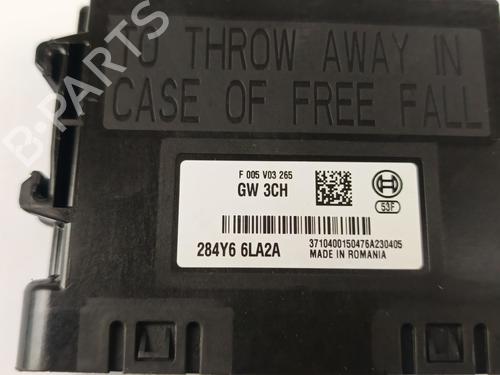 TO THROW AWAY IN
CASE OF FREE FALL
F 005 V03 265
GW 3CH
53F
284Y6 6LA2A
3710400150476A230405
MADE IN ROMANIA
B-PARTS